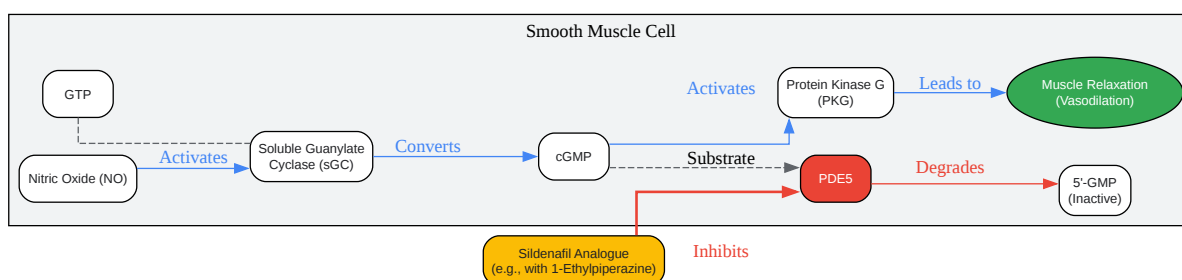 Smooth Muscle Cell
GTP
Nitric Oxide (NO)
Activates
Soluble Guanylate
Cyclase (sGC)
Converts
cGMP
Activates
Protein Kinase G
(PKG)
Leads to
Muscle Relaxation
(Vasodilation)
Substrate
PDE5
Degrades
5'-GMP
(Inactive)
Sildenafil Analogue
(e.g., with 1-Ethylpiperazine)
Inhibits